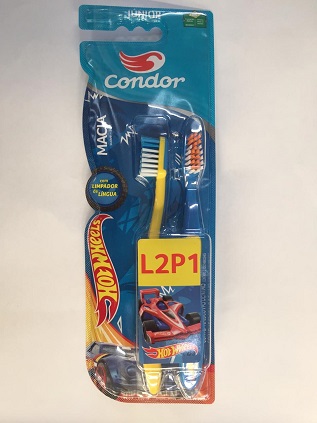 JUNIOR
Condor
MACIA
com
LIMPADOR
de
LÍNGUA
HOT WHEELS
L2P1
HOT WHEELS